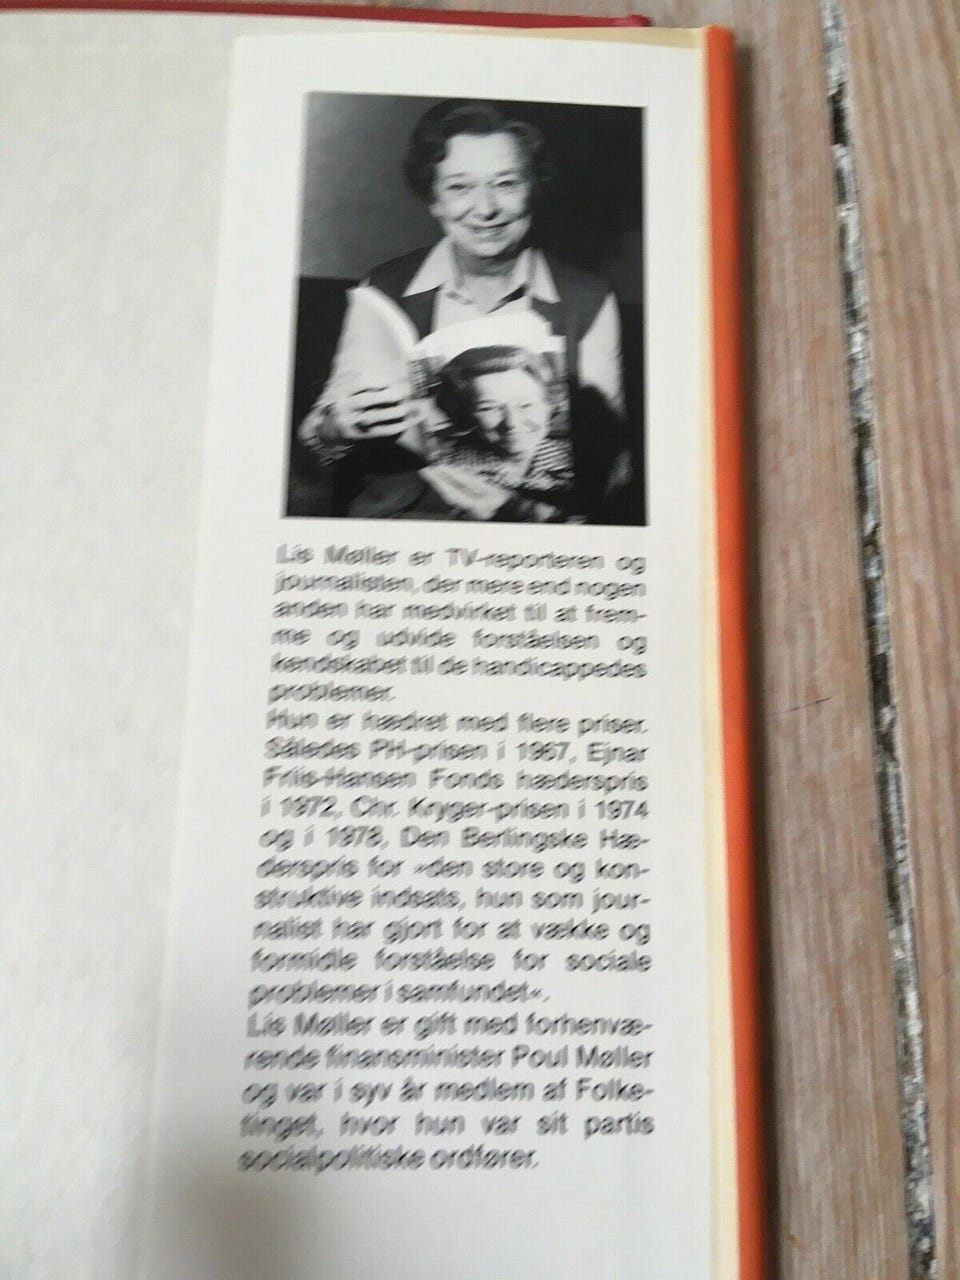 Lis Møller er TV-reporteren og
journalisten, der mere end nogen
anden har medvirket til at frem-
me og udvide forståelsen og
kendskabet til de handicappedes
problemer.
Hun er hædret med flere priser.
Således PH-prisen i 1967, Ejnar
Friis-Hansen Fonds hæderspris
i 1972, Chr. Kryger-prisen i 1974
og i 1978, Den Berlingske Hæ-
derspris for »den store og kon-
struktive indsats, hun som jour-
nalist har gjort for at vække og
formidle forståelse for sociale
problemer i samfundet«.
Lis Møller er gift med forhenvæ-
rende finansminister Poul Møller
og var i syv år medlem af Folke-
tinget, hvor hun var sit partis
socialpolitiske ordfører.